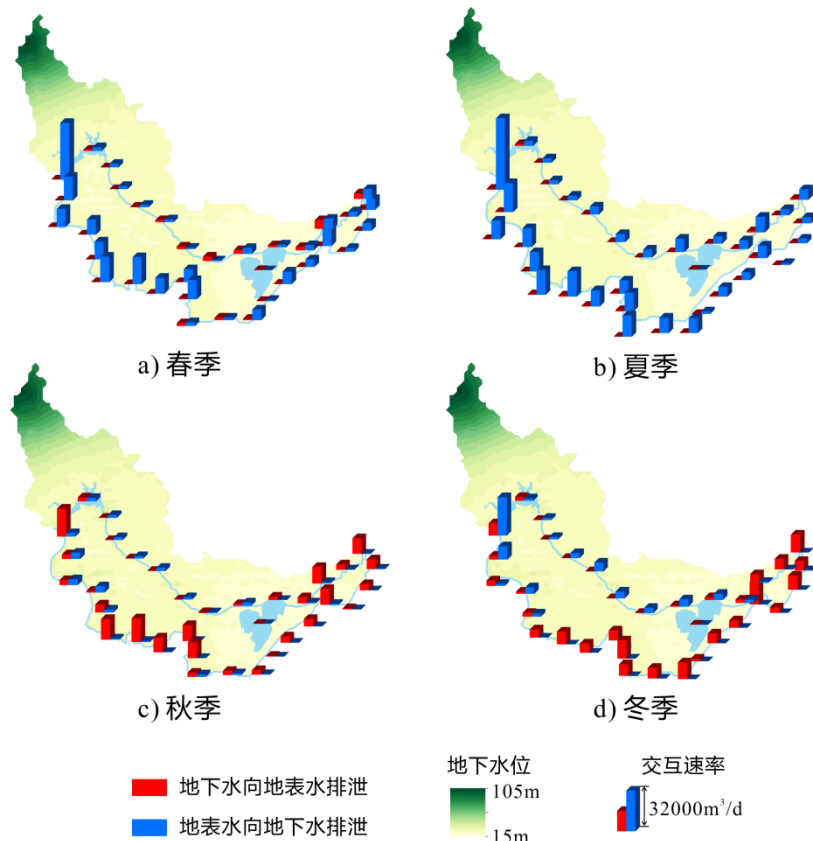 a) 春季
b) 夏季
c) 秋季
d) 冬季
地下水向地表水排泄
地表水向地下水排泄
地下水位
105m
15m
交互速率
32000m³/d